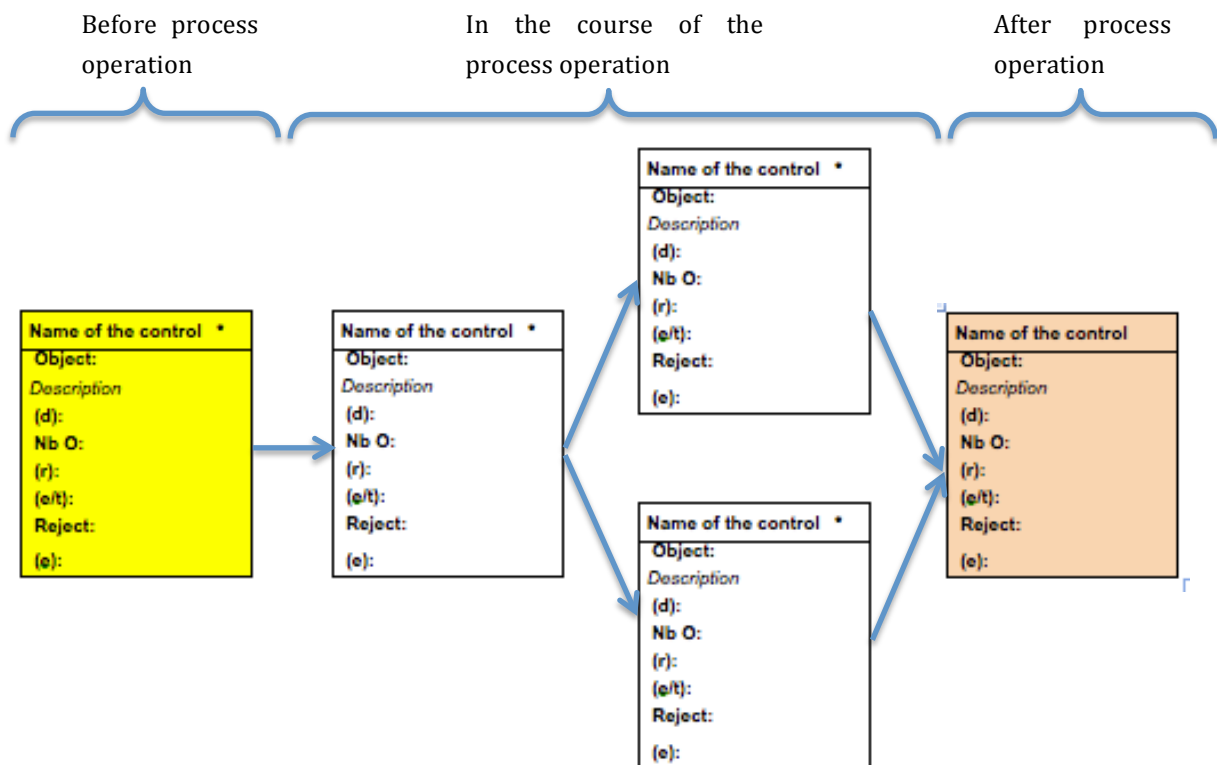 Before process
operation
In the course of the
process operation
After process
operation
Name of the control *
Object:
Description
(d):
Nb O:
(r):
(e/t):
Reject:
(e):
Name of the control *
Object:
Description
(d):
Nb O:
(r):
(e/t):
Reject:
(e):
Name of the control *
Object:
Description
(d):
Nb O:
(r):
(e/t):
Reject:
(e):
Name of the control *
Object:
Description
(d):
Nb O:
(r):
(e/t):
Reject:
(e):
Name of the control
Object:
Description
(d):
Nb O:
(r):
(e/t):
Reject:
(e):